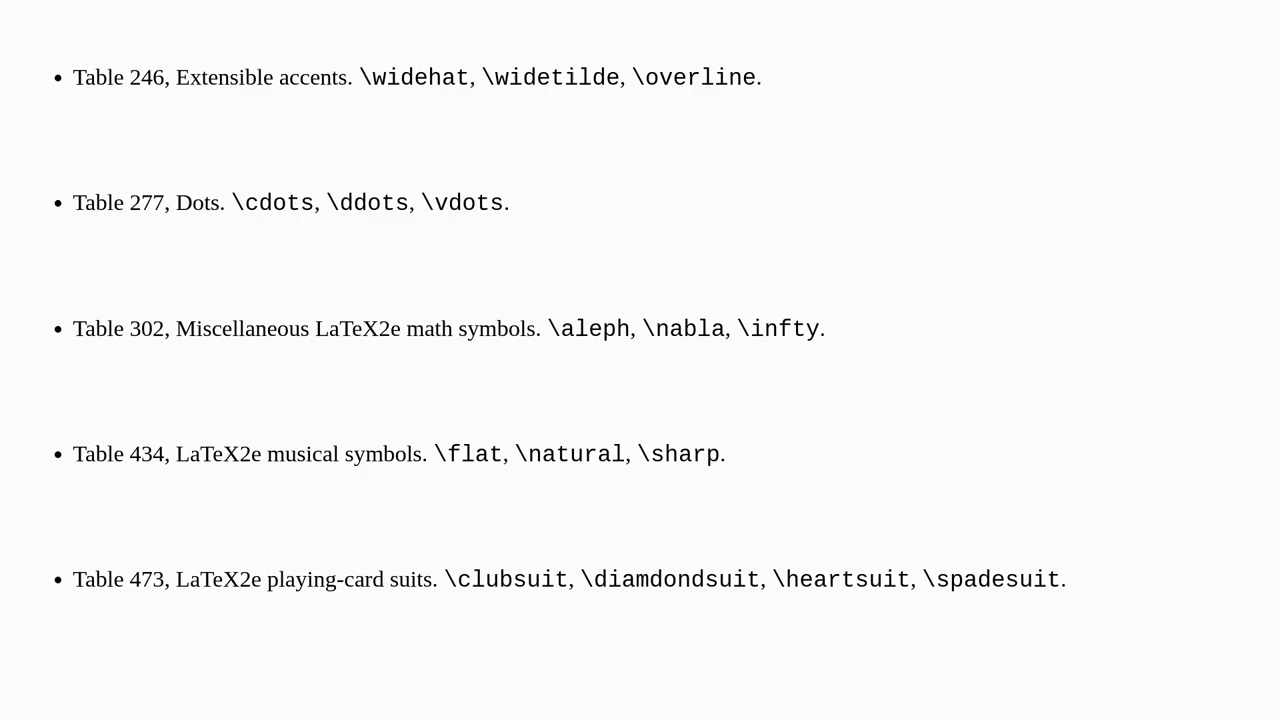 • Table 246, Extensible accents. \widehat, \widetilde, \overline.
• Table 277, Dots. \cdots, \ddots, \vdots.
• Table 302, Miscellaneous LaTeX2e math symbols. \aleph, \nabla, \infty.
• Table 434, LaTeX2e musical symbols. \flat, \natural, \sharp.
• Table 473, LaTeX2e playing-card suits. \clubsuit, \diamdondsuit, \heartsuit, \spadesuit.